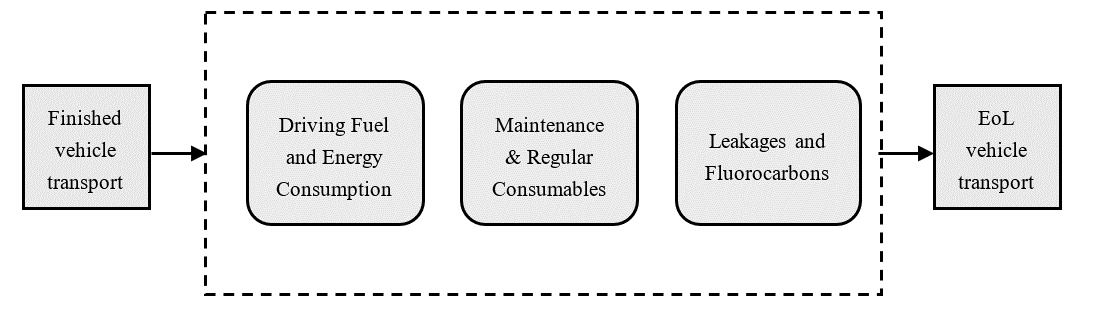 Finished
vehicle
transport
Driving Fuel
and Energy
Consumption
Maintenance
& Regular
Consumables
Leakages and
Fluorocarbons
EoL
vehicle
transport